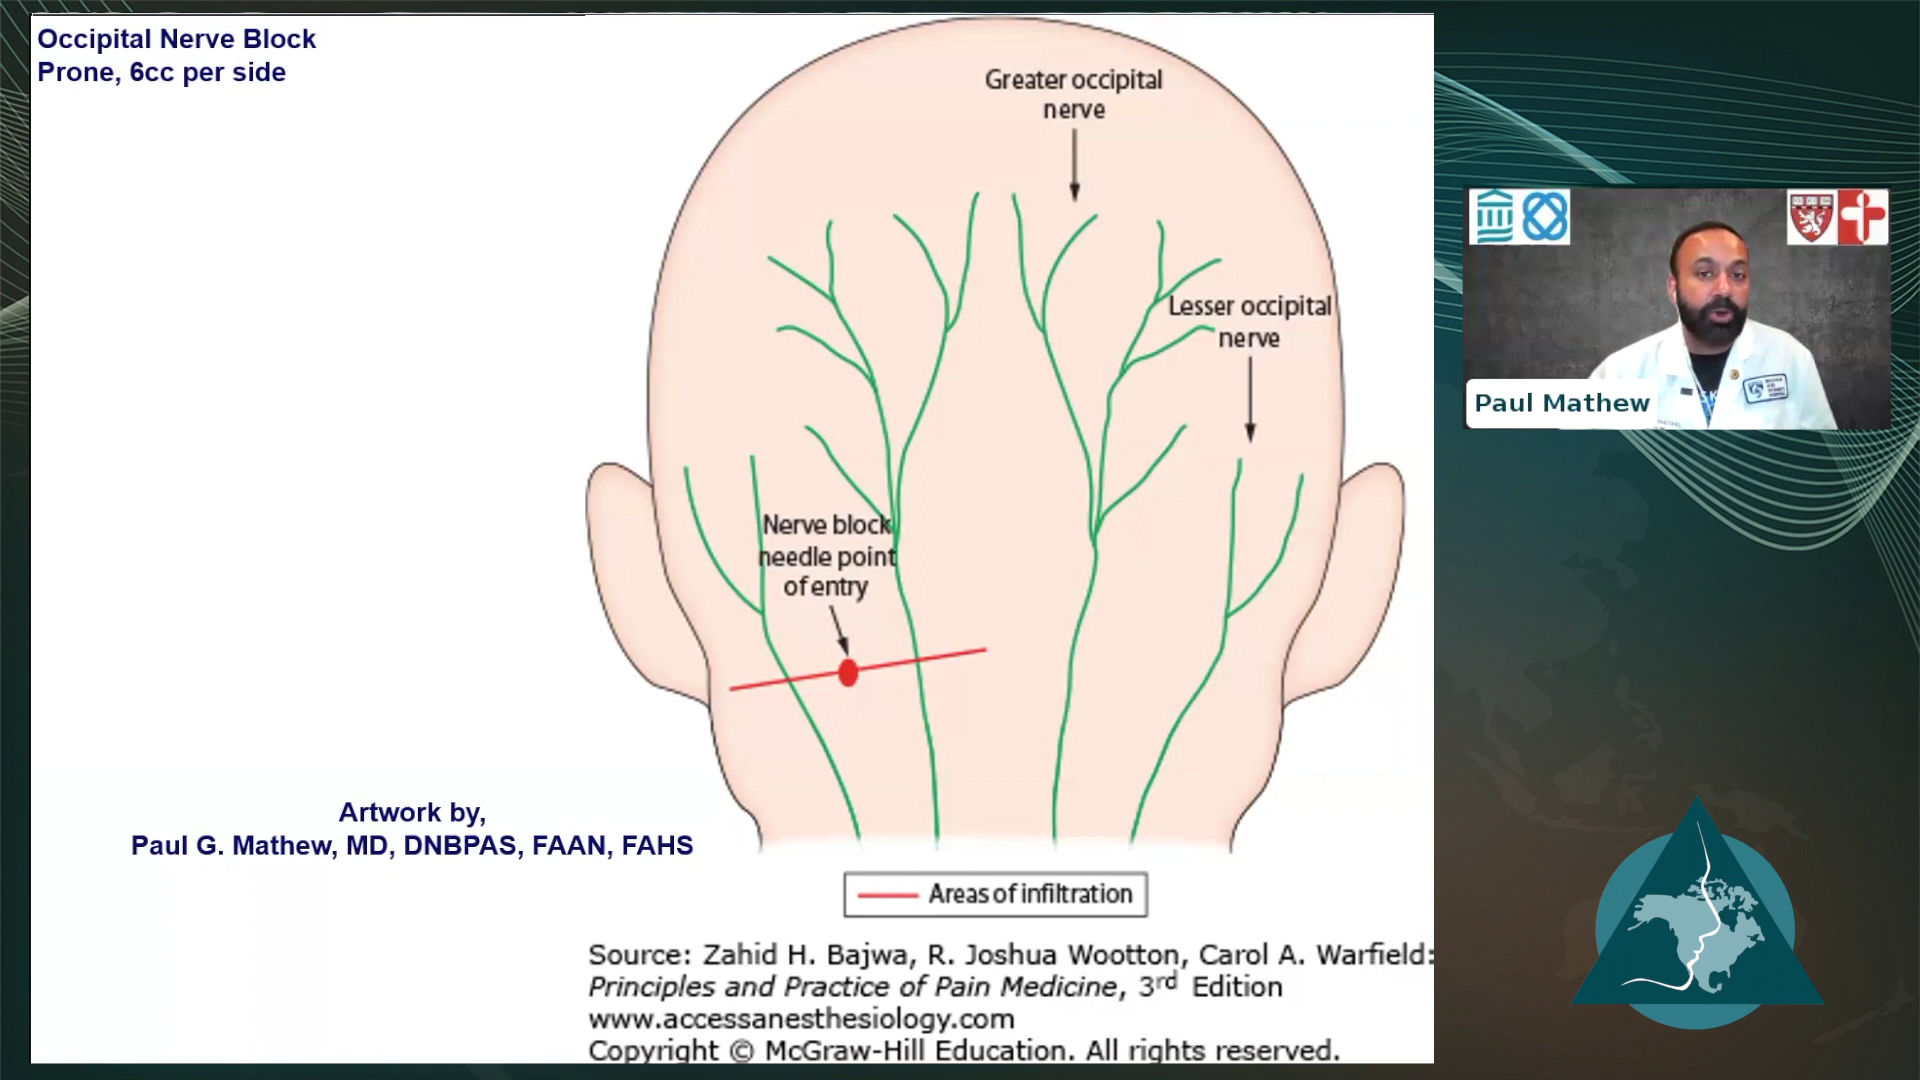 Occipital Nerve Block
Prone, 6cc per side
Greater occipital
nerve
Lesser occipital
nerve
Nerve block
needle point
of entry
Paul Mathew
Artwork by,
Paul G. Mathew, MD, DNBPAS, FAAN, FAHS
Areas of infiltration
Source: Zahid H. Bajwa, R. Joshua Wootton, Carol A. Warfield:
Principles and Practice of Pain Medicine, 3rd Edition
www.accessanesthesiology.com
Copyright © McGraw-Hill Education. All rights reserved.